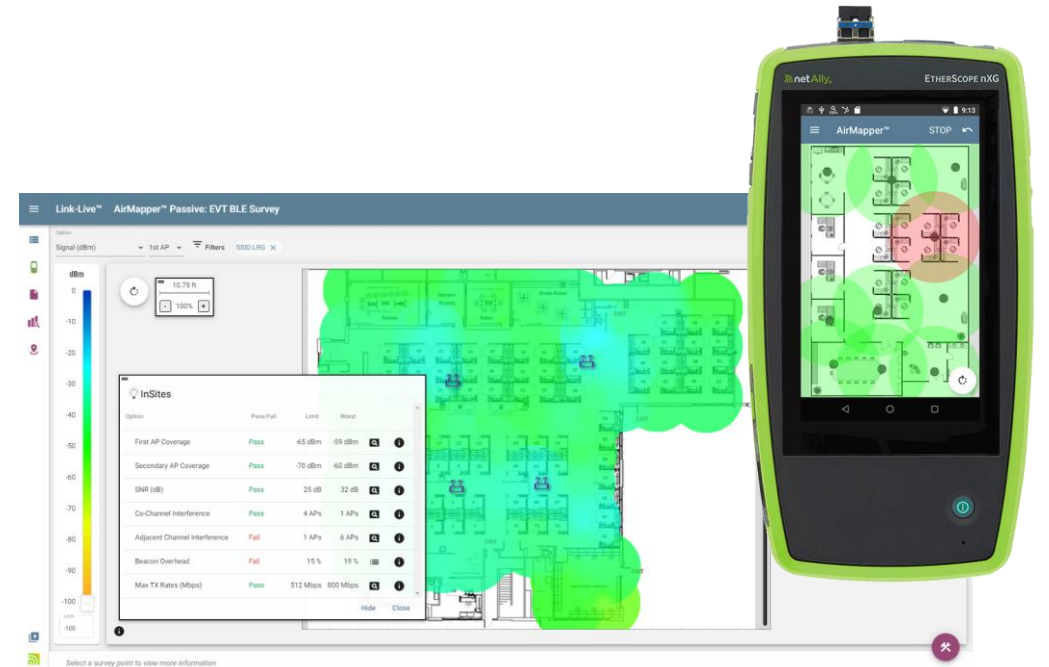 netAlly
ETHERSCOPE nXG
9:13
AirMapper™
STOP
Link-Live™
AirMapper™ Passive: EVT BLE Survey
Option
Signal (dBm)
1st AP
Filters
SSID:LRG
dBm
0
-10
-20
-30
-40
-50
-60
-70
-80
-90
-100
Limit
-100
10.75 ft
- 100% +
EXIT
EXIT
EXIT
EXIT
InSites
Option Pass/Fail Limit Worst
First AP Coverage Pass -65 dBm -59 dBm
Secondary AP Coverage Pass -70 dBm -60 dBm
SNR (dB) Pass 25 dB 32 dB
Co-Channel Interference Pass 4 APs 1 APs
Adjacent Channel Interference Fail 1 APs 6 APs
Beacon Overhead Fail 15 % 19 %
Max TX Rates (Mbps) Pass 512 Mbps 800 Mbps
Hide Close
Select a survey point to view more information